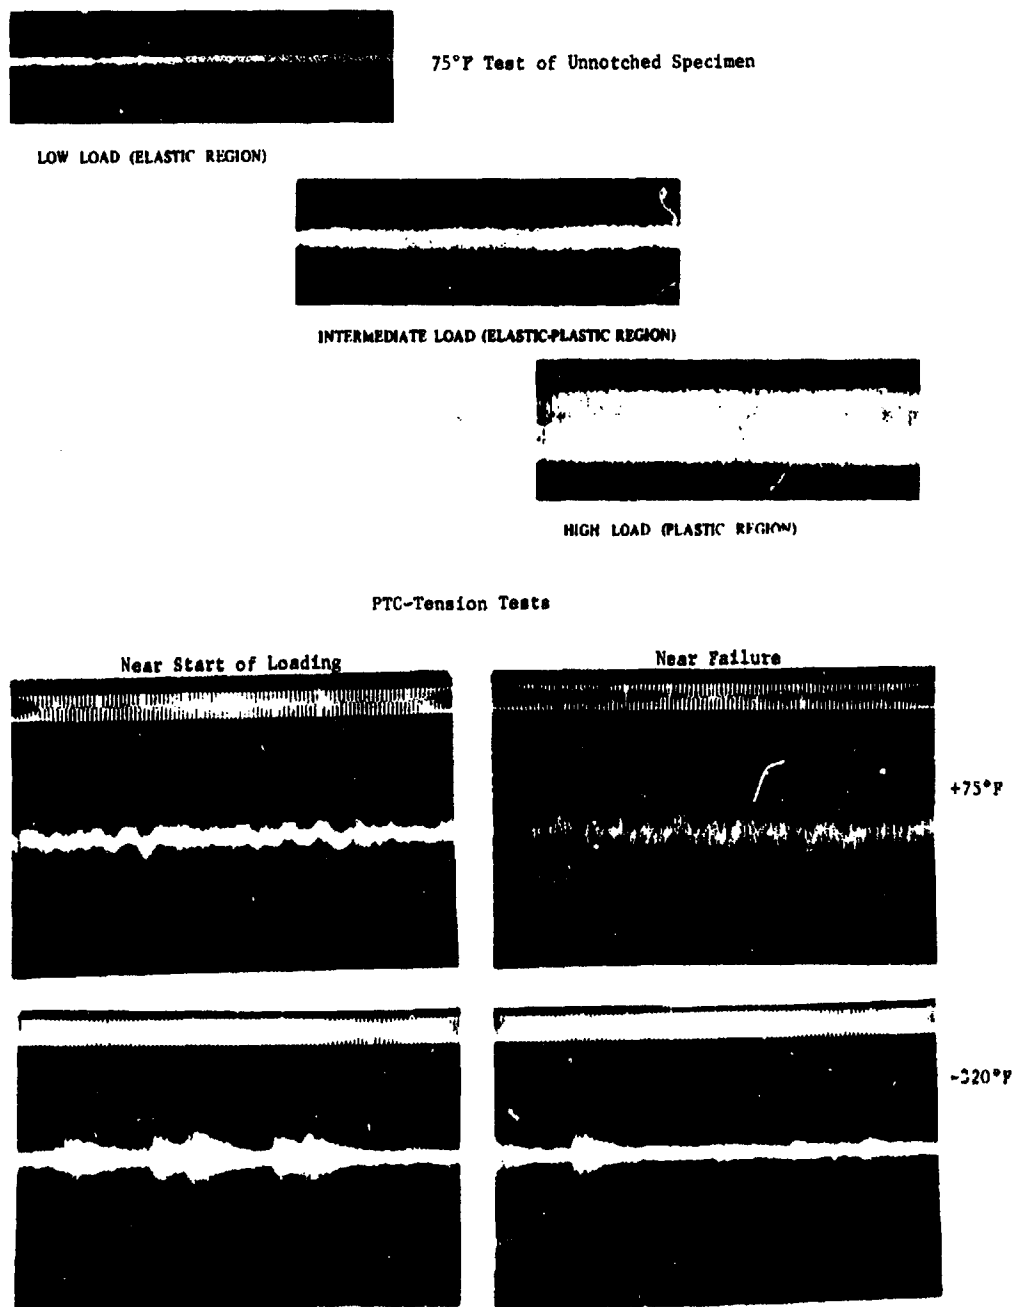 75°F Test of Unnotched Specimen
LOW LOAD (ELASTIC REGION)
INTERMEDIATE LOAD (ELASTIC-PLASTIC REGION)
HIGH LOAD (PLASTIC REGION)
PTC-Tension Tests
Near Start of Loading
Near Failure
+75°F
-320°F